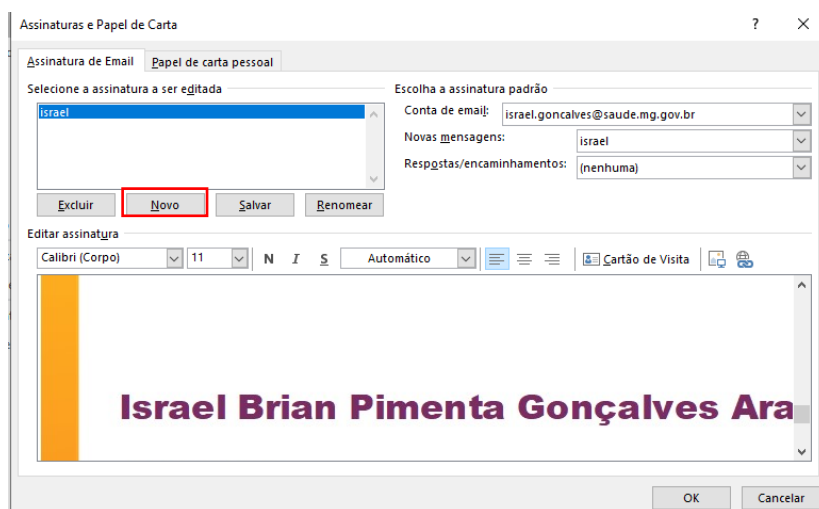 Assinaturas e Papel de Carta ? ×
Assinatura de Email Papel de carta pessoal
Selecione a assinatura a ser editada
israel
Excluir Novo Salvar Renomear
Escolha a assinatura padrão
Conta de email: israel.goncalves@saude.mg.gov.br
Novas mensagens: israel
Respostas/encaminhamentos: (nenhuma)
Editar assinatura
Calibri (Corpo) 11 N I S Automático Cartão de Visita
Israel Brian Pimenta Gonçalves Ara
OK Cancelar